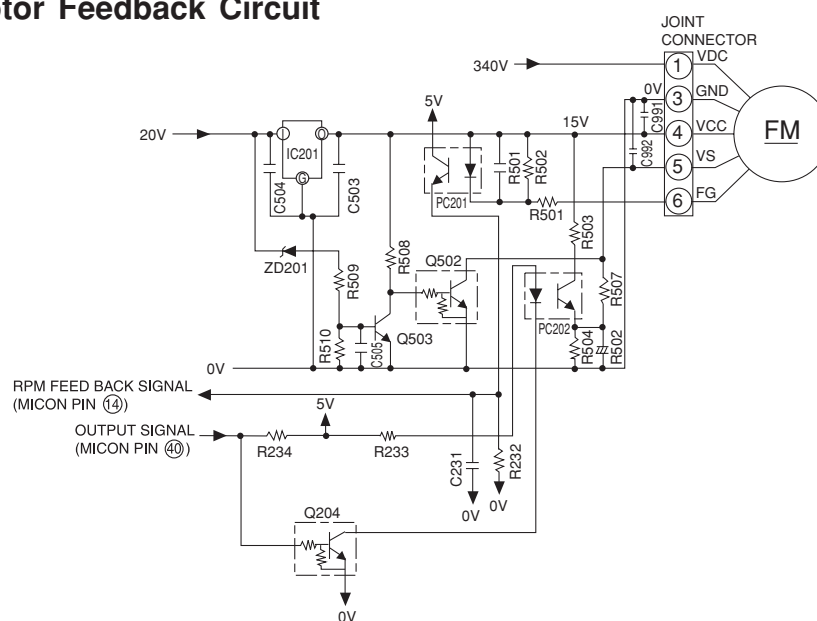 tor Feedback Circuit
JOINT
CONNECTOR
340V
1
VDC
0V
3
GND
C991
C992
4
VCC
5
VS
6
FG
FM
20V
IC201
I
O
G
C504
C503
5V
PC201
R501
R502
R501
15V
R503
ZD201
R509
R508
Q502
Q503
R510
C505
PC202
R504
R507
R502
0V
RPM FEED BACK SIGNAL
(MICON PIN 14)
OUTPUT SIGNAL
(MICON PIN 40)
R234
5V
R233
C231
R232
0V
0V
Q204
0V